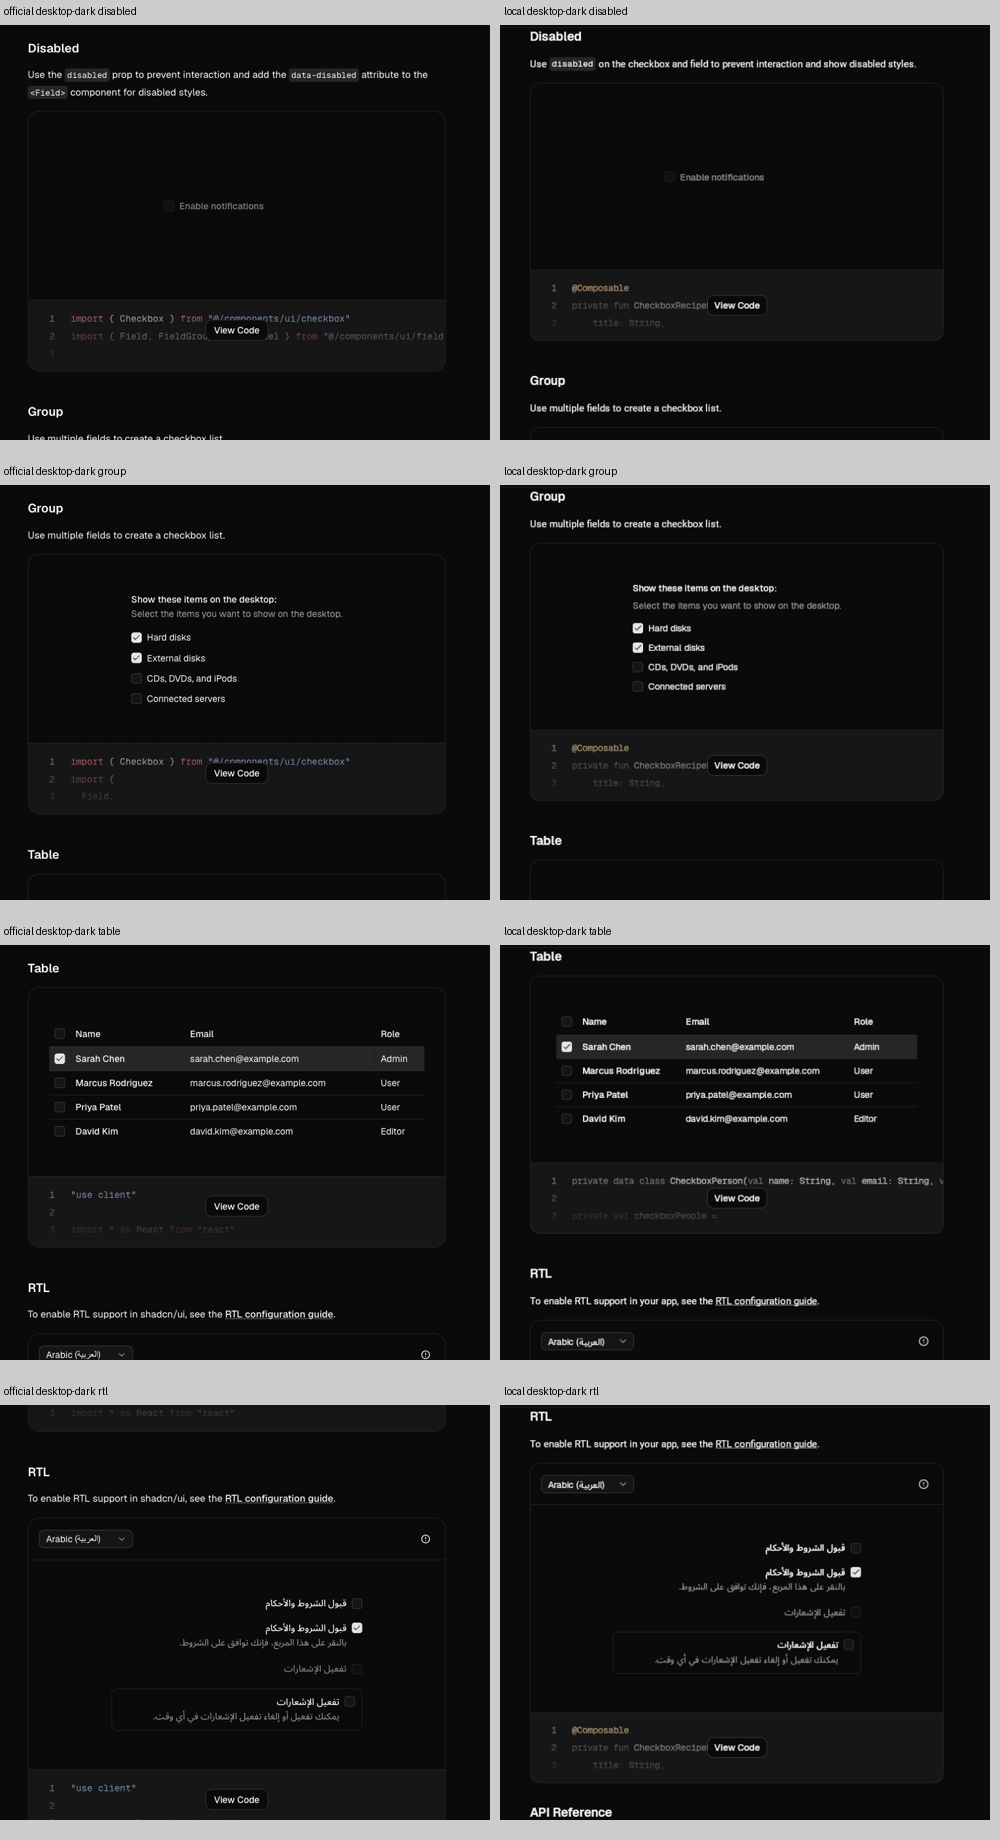 official desktop-dark disabled
Disabled
Use the disabled prop to prevent interaction and add the data-disabled attribute to the
<Field> component for disabled styles.
Enable notifications
1 import { Checkbox } from "@/components/ui/checkbox"
View Code
2 import { Field, FieldGrou el } from "@/components/ui/field
3
Group
Use multiple fields to create a checkbox list.
local desktop-dark disabled
Disabled
Use disabled on the checkbox and field to prevent interaction and show disabled styles.
Enable notifications
1 @Composable
2 private fun CheckboxRecipe
View Code
3 title: String,
Group
Use multiple fields to create a checkbox list.
official desktop-dark group
Group
Use multiple fields to create a checkbox list.
Show these items on the desktop:
Select the items you want to show on the desktop.
Hard disks
External disks
CDs, DVDs, and iPods
Connected servers
1 import { Checkbox } from "@/components/ui/checkbox"
View Code
2 import {
3 Field,
Table
local desktop-dark group
Group
Use multiple fields to create a checkbox list.
Show these items on the desktop:
Select the items you want to show on the desktop.
Hard disks
External disks
CDs, DVDs, and iPods
Connected servers
1 @Composable
2 private fun CheckboxRecipe
View Code
3 title: String,
Table
official desktop-dark table
Table
Name Email Role
Sarah Chen sarah.chen@example.com Admin
Marcus Rodriguez marcus.rodriguez@example.com User
Priya Patel priya.patel@example.com User
David Kim david.kim@example.com Editor
1 "use client"
View Code
2
3 import * as React from "react"
RTL
To enable RTL support in shadcn/ui, see the RTL configuration guide.
Arabic (العربية)
local desktop-dark table
Table
Name Email Role
Sarah Chen sarah.chen@example.com Admin
Marcus Rodriguez marcus.rodriguez@example.com User
Priya Patel priya.patel@example.com User
David Kim david.kim@example.com Editor
1 private data class CheckboxPerson(val name: String, val email: String, v
2
View Code
3 private val checkboxPeople =
RTL
To enable RTL support in your app, see the RTL configuration guide.
Arabic (العربية)
official desktop-dark rtl
3 import * as React from "react"
RTL
To enable RTL support in shadcn/ui, see the RTL configuration guide.
Arabic (العربية)
قبول الشروط والأحكام
قبول الشروط والأحكام
بالنقر على هذا المربع، فإنك توافق على الشروط.
تفعيل الإشعارات
تفعيل الإشعارات
يمكنك تفعيل أو إلغاء تفعيل الإشعارات في أي وقت.
1 "use client"
View Code
2
local desktop-dark rtl
RTL
To enable RTL support in your app, see the RTL configuration guide.
Arabic (العربية)
قبول الشروط والأحكام
قبول الشروط والأحكام
بالنقر على هذا المربع، فإنك توافق على الشروط.
تفعيل الإشعارات
تفعيل الإشعارات
يمكنك تفعيل أو إلغاء تفعيل الإشعارات في أي وقت.
1 @Composable
2 private fun CheckboxRecipe
View Code
3 title: String,
API Reference